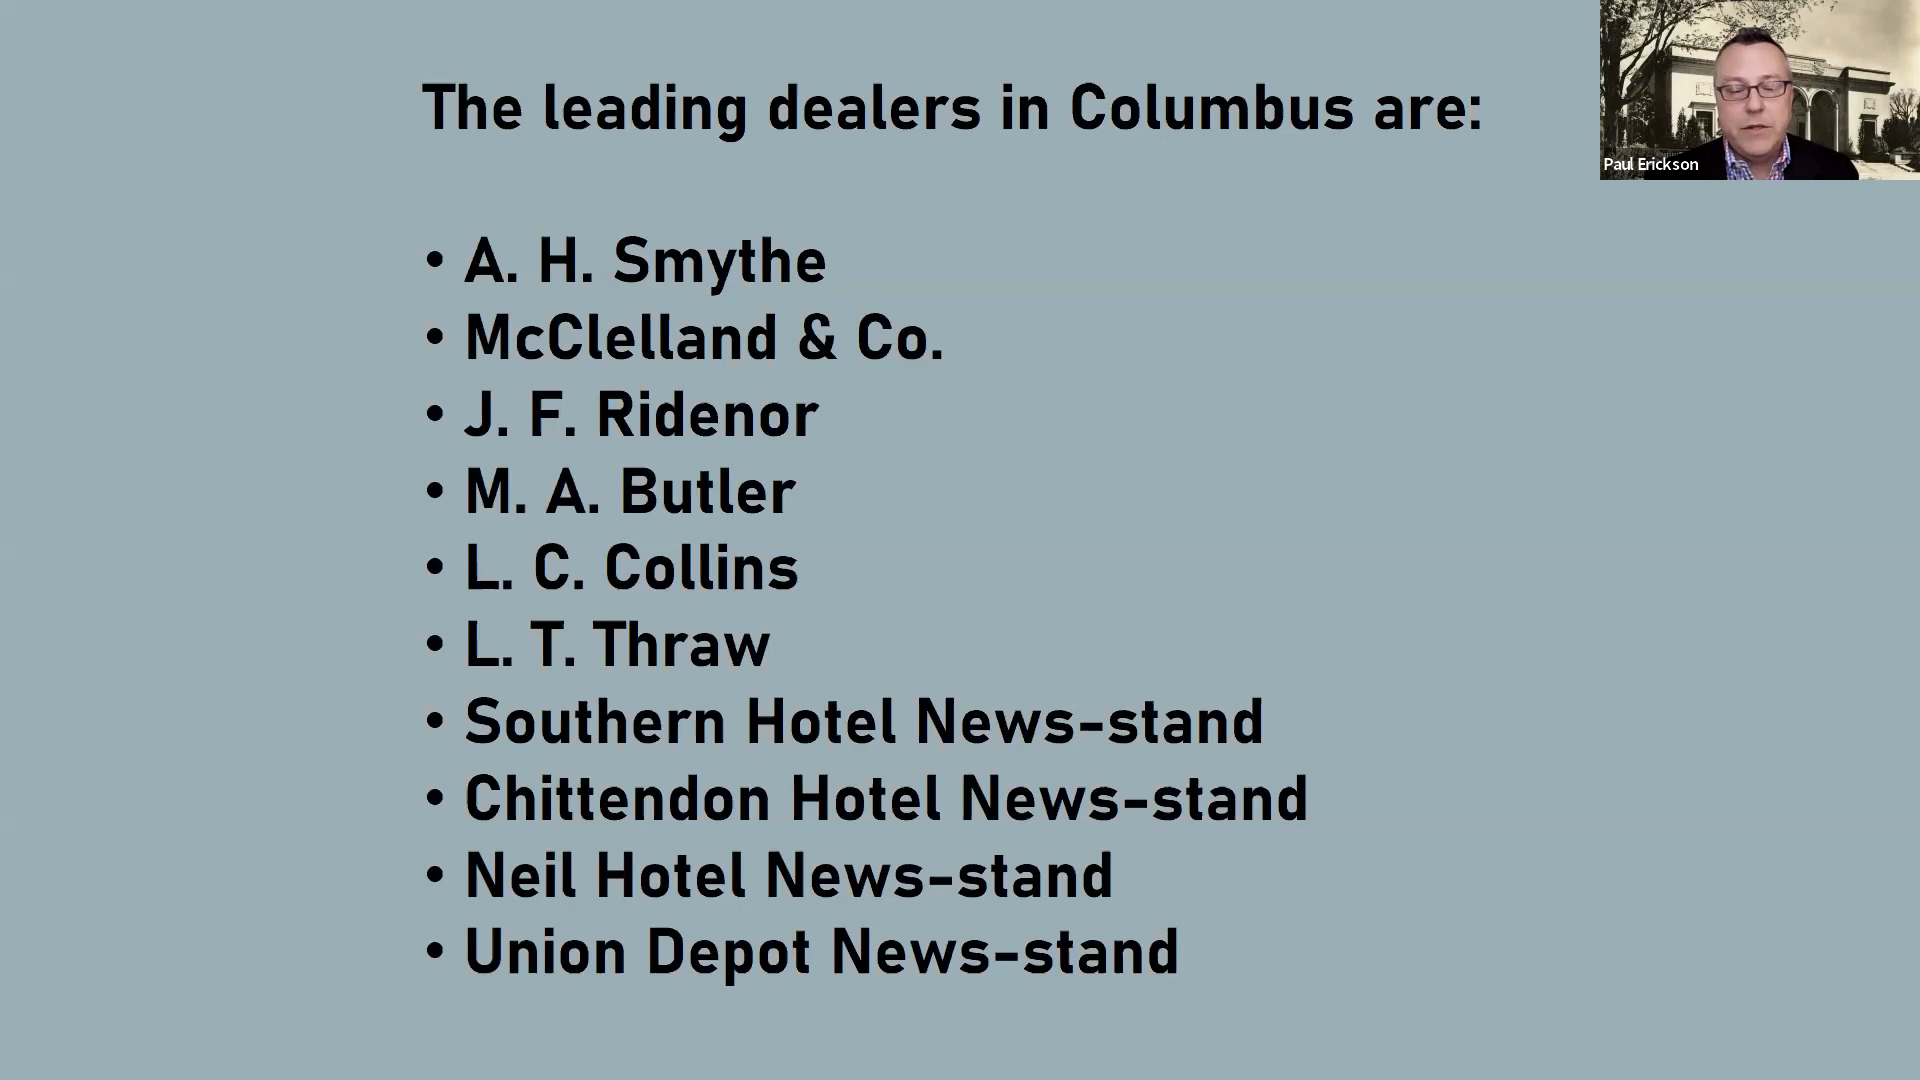 The leading dealers in Columbus are:
• A. H. Smythe
• McClelland & Co.
• J. F. Ridenor
• M. A. Butler
• L. C. Collins
• L. T. Thraw
• Southern Hotel News-stand
• Chittendon Hotel News-stand
• Neil Hotel News-stand
• Union Depot News-stand
Paul Erickson